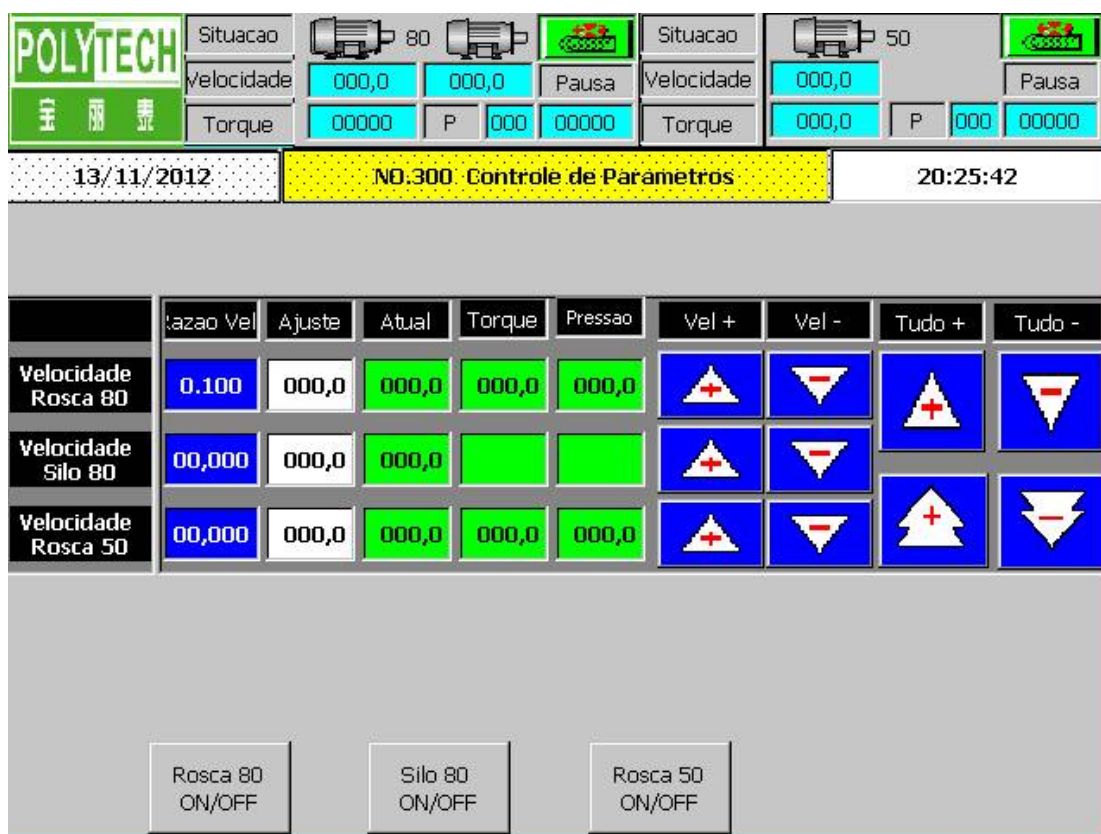 POLYTECH
宝丽泰
Situacao 80 Situacao 50
Velocidade 000,0 000,0 Pausa Velocidade 000,0 Pausa
Torque 00000 P 000 00000 Torque 000,0 P 000 00000
13/11/2012 NO.300 Controle de Parametros 20:25:42
Razao Vel Ajuste Atual Torque Pressao Vel + Vel - Tudo + Tudo -
Velocidade
Rosca 80 0.100 000,0 000,0 000,0 000,0 + - + -
Velocidade
Silo 80 00,000 000,0 000,0 + -
Velocidade
Rosca 50 00,000 000,0 000,0 000,0 000,0 + - + -
Rosca 80
ON/OFF
Silo 80
ON/OFF
Rosca 50
ON/OFF